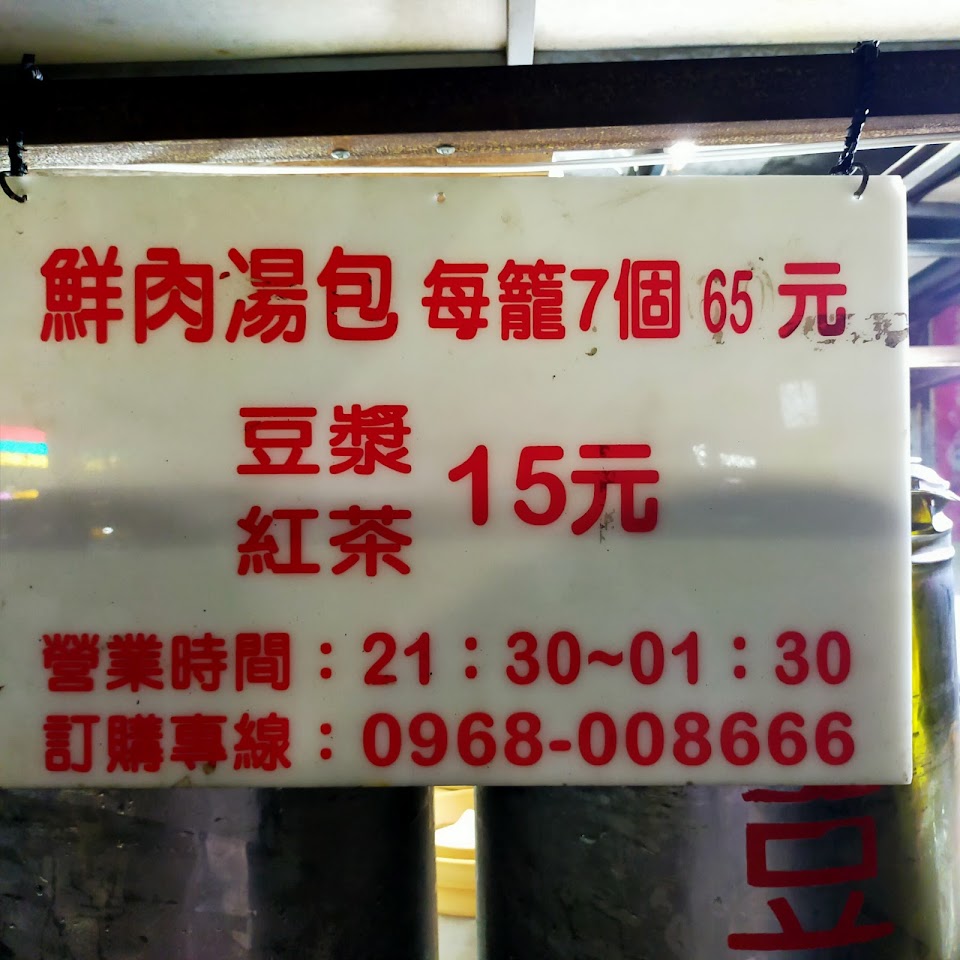 鮮肉湯包 每籠7個 65 元
豆漿
紅茶
15元
營業時間：21：30~01：30
訂購專線：0968-008666
豆